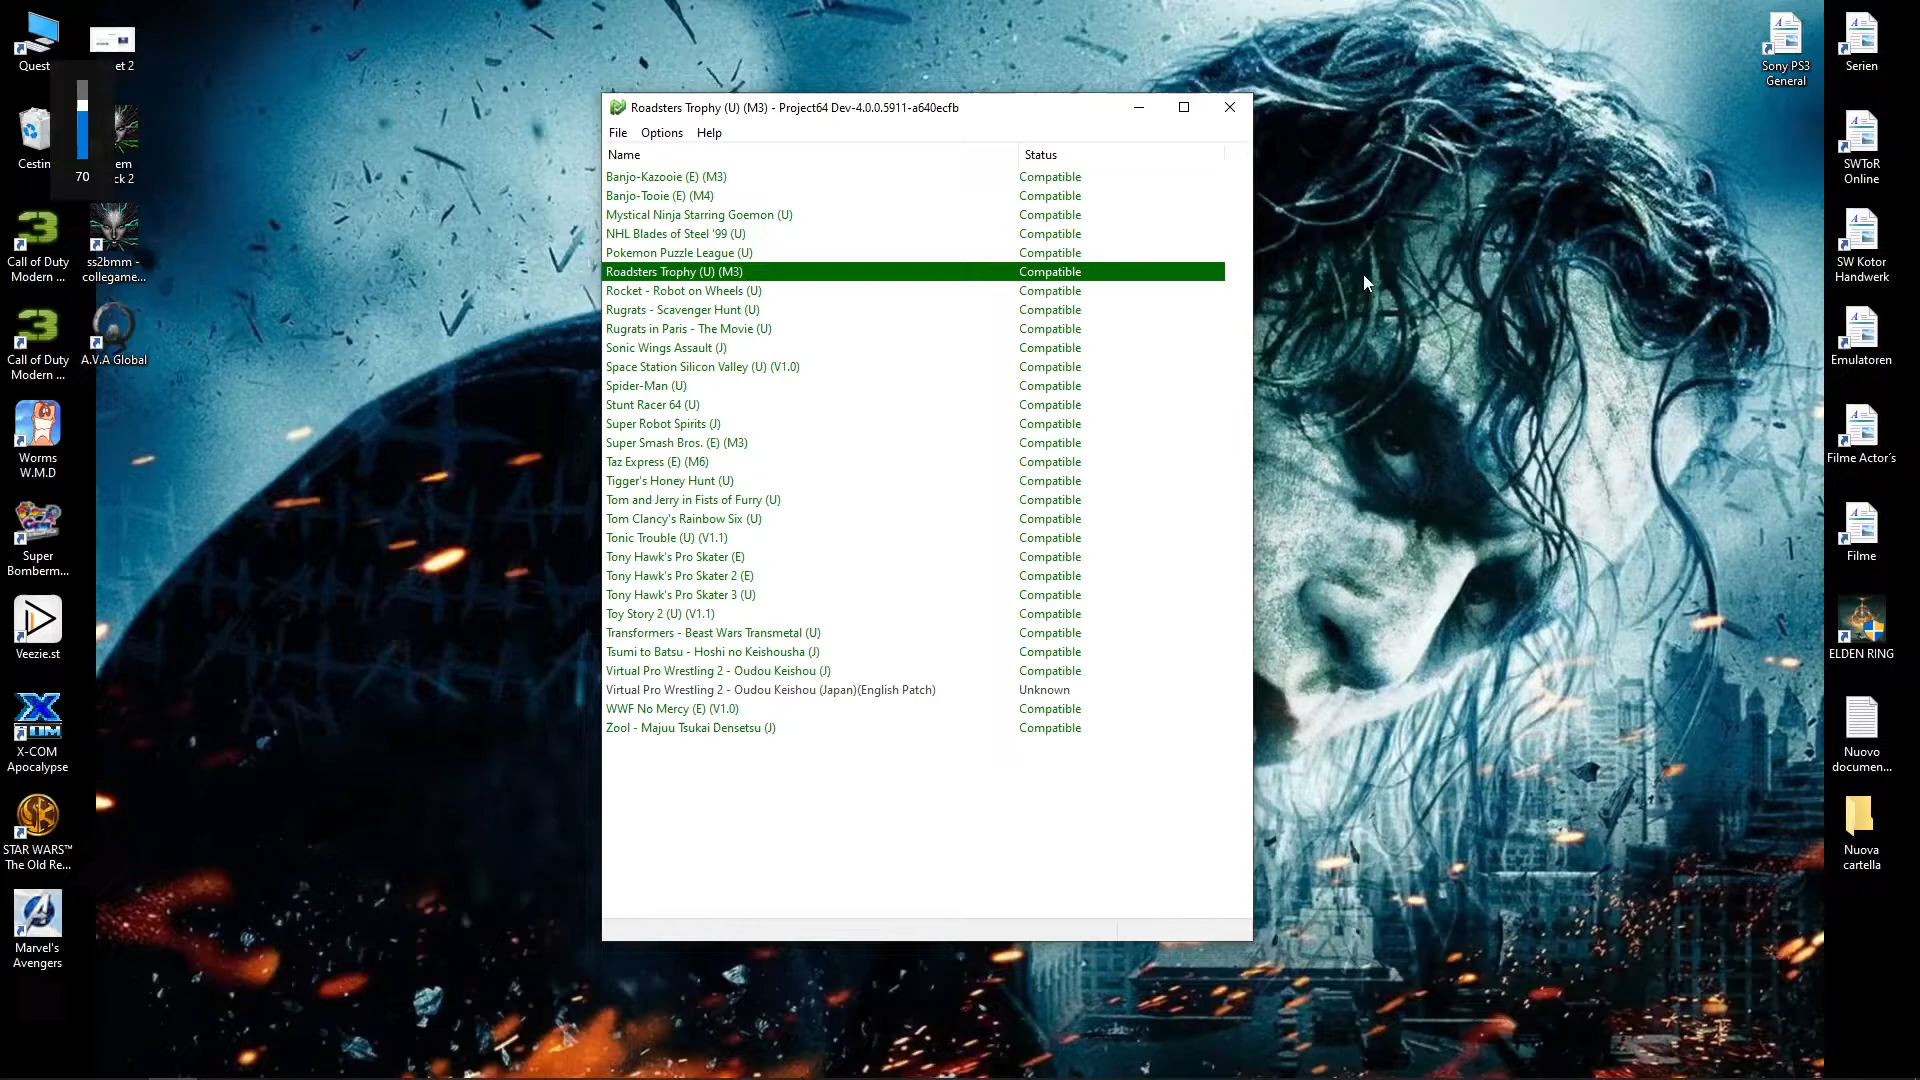 Quest
et 2
70
Cestin
em
ck 2
Call of Duty
Modern ...
ss2bmm -
collegame...
Call of Duty
Modern ...
A.V.A Global
Worms
W.M.D
Super
Bomberm...
Veezie.st
X-COM
Apocalypse
STAR WARS™
The Old Re...
Marvel's
Avengers
Roadsters Trophy (U) (M3) - Project64 Dev-4.0.0.5911-a640ecfb
File Options Help
Name Status
Banjo-Kazooie (E) (M3) Compatible
Banjo-Tooie (E) (M4) Compatible
Mystical Ninja Starring Goemon (U) Compatible
NHL Blades of Steel '99 (U) Compatible
Pokemon Puzzle League (U) Compatible
Roadsters Trophy (U) (M3) Compatible
Rocket - Robot on Wheels (U) Compatible
Rugrats - Scavenger Hunt (U) Compatible
Rugrats in Paris - The Movie (U) Compatible
Sonic Wings Assault (J) Compatible
Space Station Silicon Valley (U) (V1.0) Compatible
Spider-Man (U) Compatible
Stunt Racer 64 (U) Compatible
Super Robot Spirits (J) Compatible
Super Smash Bros. (E) (M3) Compatible
Taz Express (E) (M6) Compatible
Tigger's Honey Hunt (U) Compatible
Tom and Jerry in Fists of Furry (U) Compatible
Tom Clancy's Rainbow Six (U) Compatible
Tonic Trouble (U) (V1.1) Compatible
Tony Hawk's Pro Skater (E) Compatible
Tony Hawk's Pro Skater 2 (E) Compatible
Tony Hawk's Pro Skater 3 (U) Compatible
Toy Story 2 (U) (V1.1) Compatible
Transformers - Beast Wars Transmetal (U) Compatible
Tsumi to Batsu - Hoshi no Keishousha (J) Compatible
Virtual Pro Wrestling 2 - Oudou Keishou (J) Compatible
Virtual Pro Wrestling 2 - Oudou Keishou (Japan)(English Patch) Unknown
WWF No Mercy (E) (V1.0) Compatible
Zool - Majuu Tsukai Densetsu (J) Compatible
Sony PS3
General
Serien
SWToR
Online
SW Kotor
Handwerk
Emulatoren
Filme Actor´s
Filme
ELDEN RING
Nuovo
documen...
Nuova
cartella